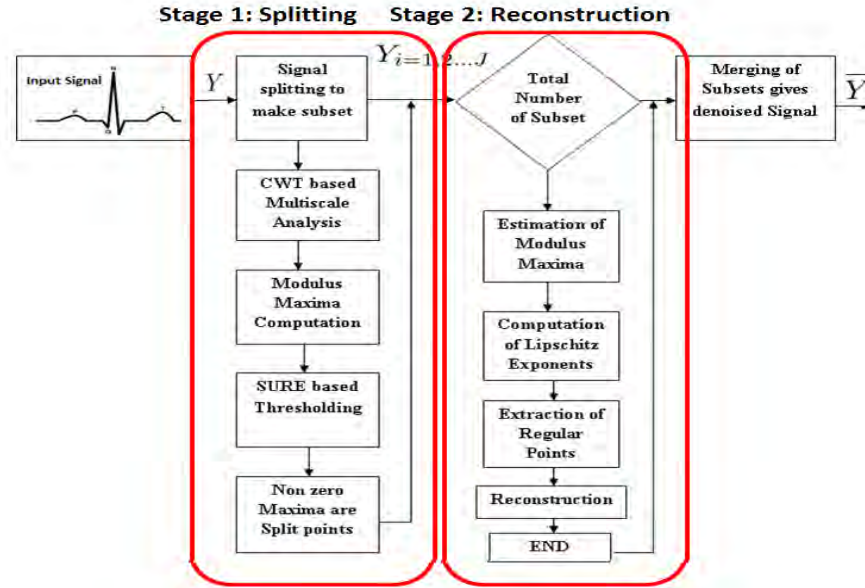 Stage 1: Splitting
Stage 2: Reconstruction
Input Signal
Y
Signal
splitting to
make subset
Y_{i=1,2...J}
Total
Number
of Subset
Merging of
Subsets gives
denoised Signal
\overline{Y}
CWT based
Multiscale
Analysis
Modulus
Maxima
Computation
SURE based
Thresholding
Non zero
Maxima are
Split points
Estimation of
Modulus
Maxima
Computation
of Lipschitz
Exponents
Extraction of
Regular
Points
Reconstruction
END